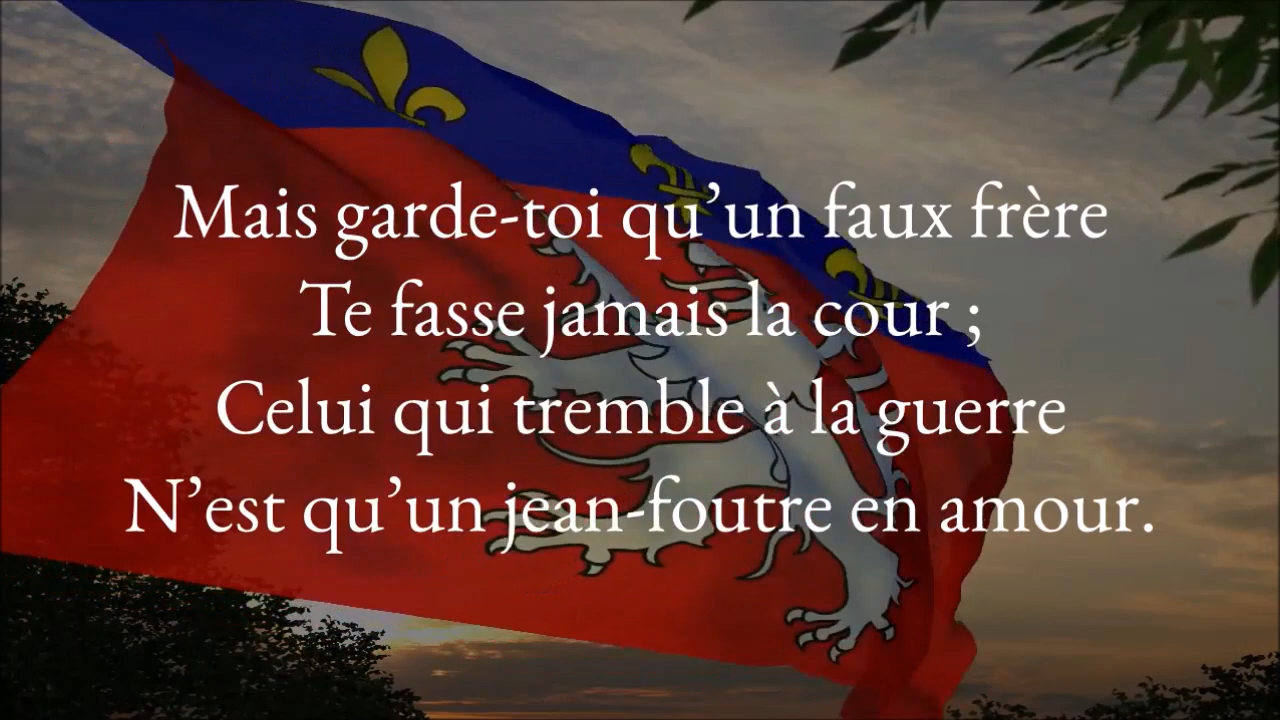 Mais garde-toi qu’un faux frère
Te fasse jamais la cour ;
Celui qui tremble à la guerre
N’est qu’un jean-foutre en amour.